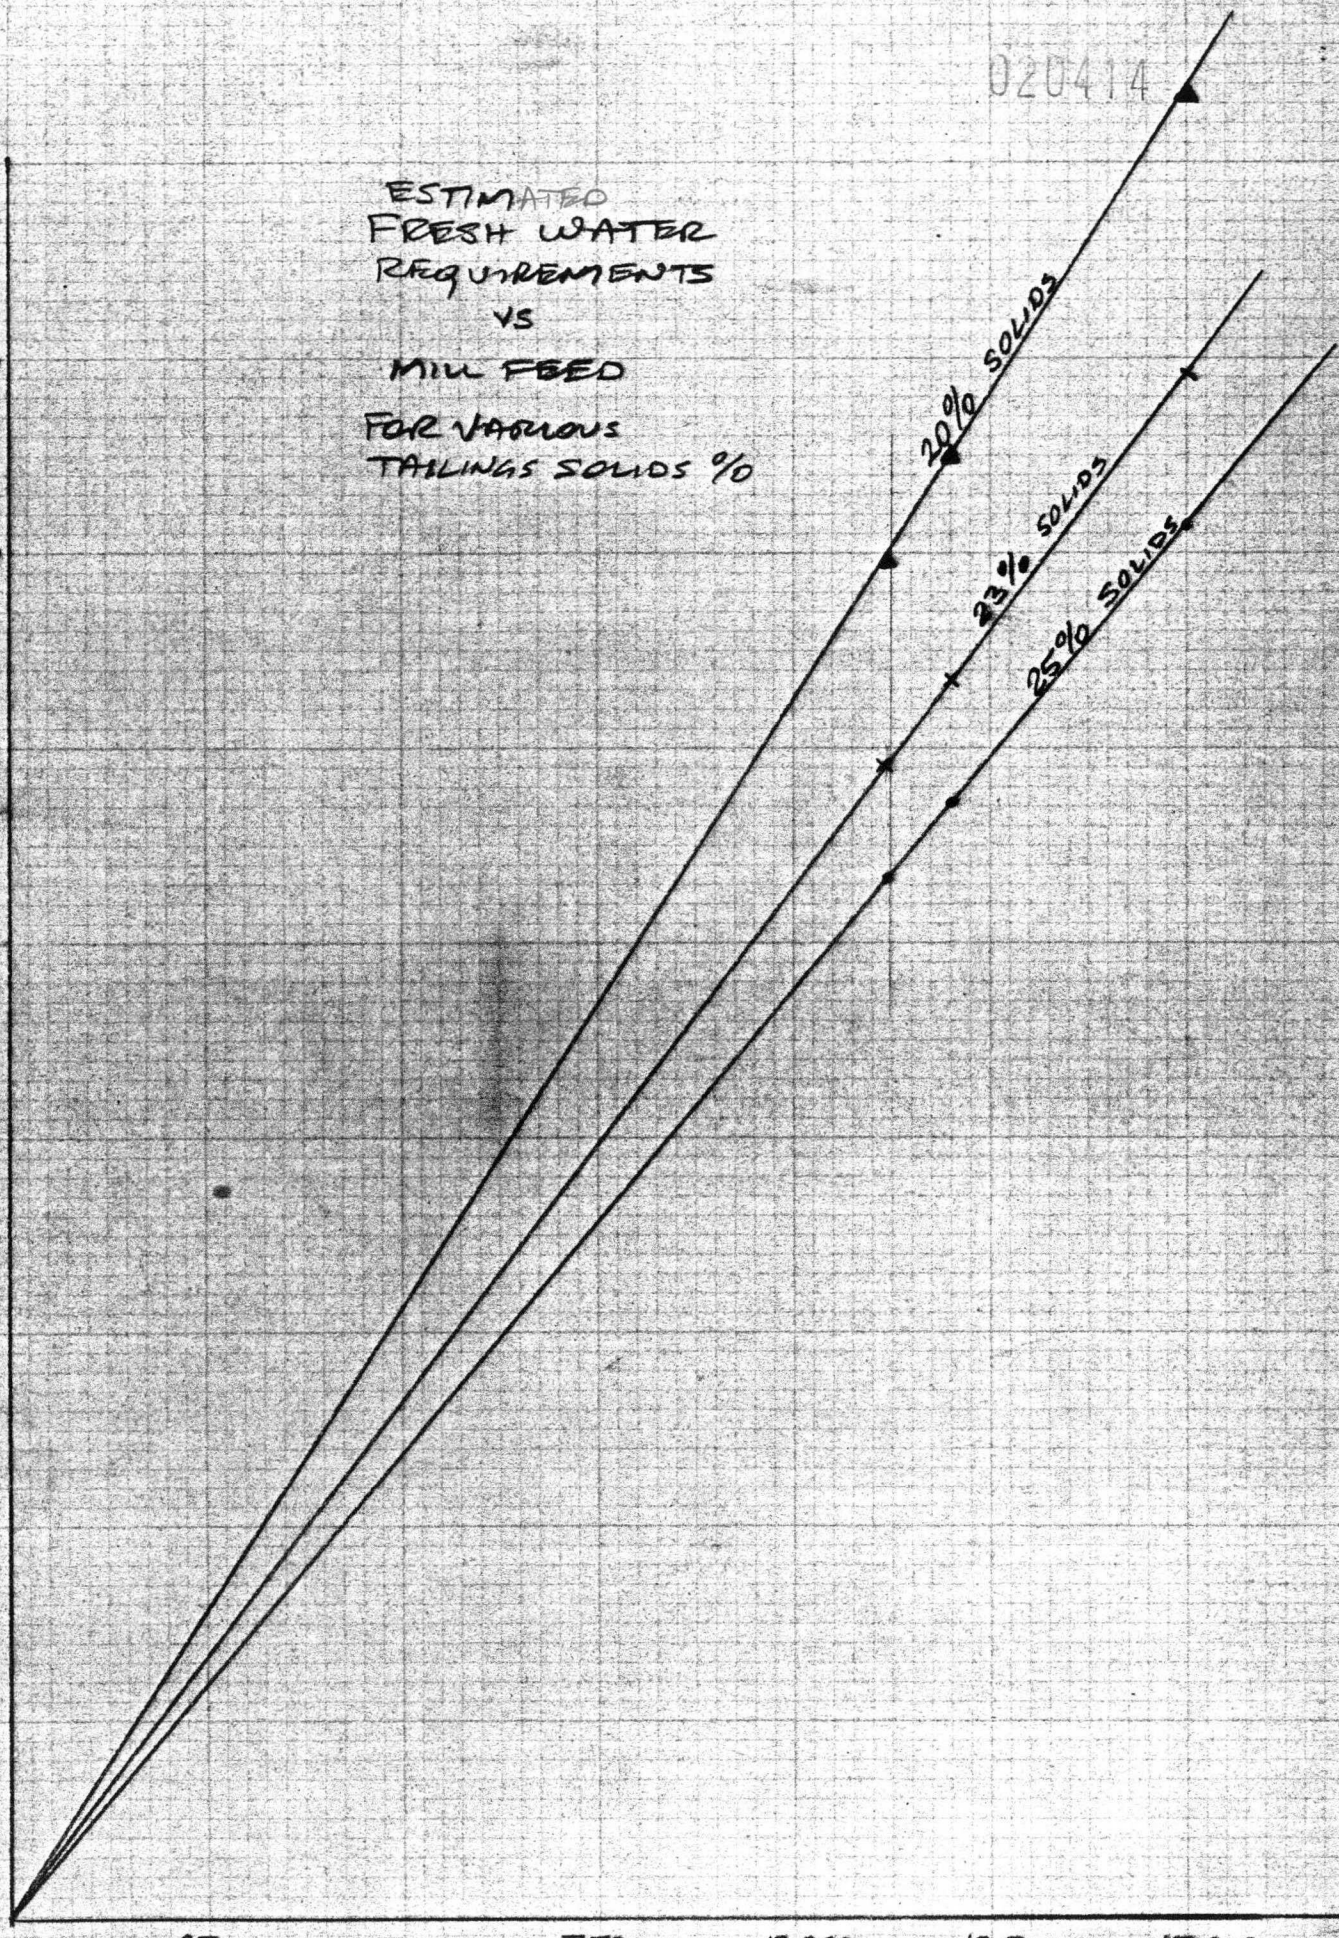 020414
ESTIMATED
FRESH WATER
REQUIREMENTS
VS
MILL FEED
FOR VARIOUS
TAILINGS SOLIDS %
20% SOLIDS
23% SOLIDS
25% SOLIDS